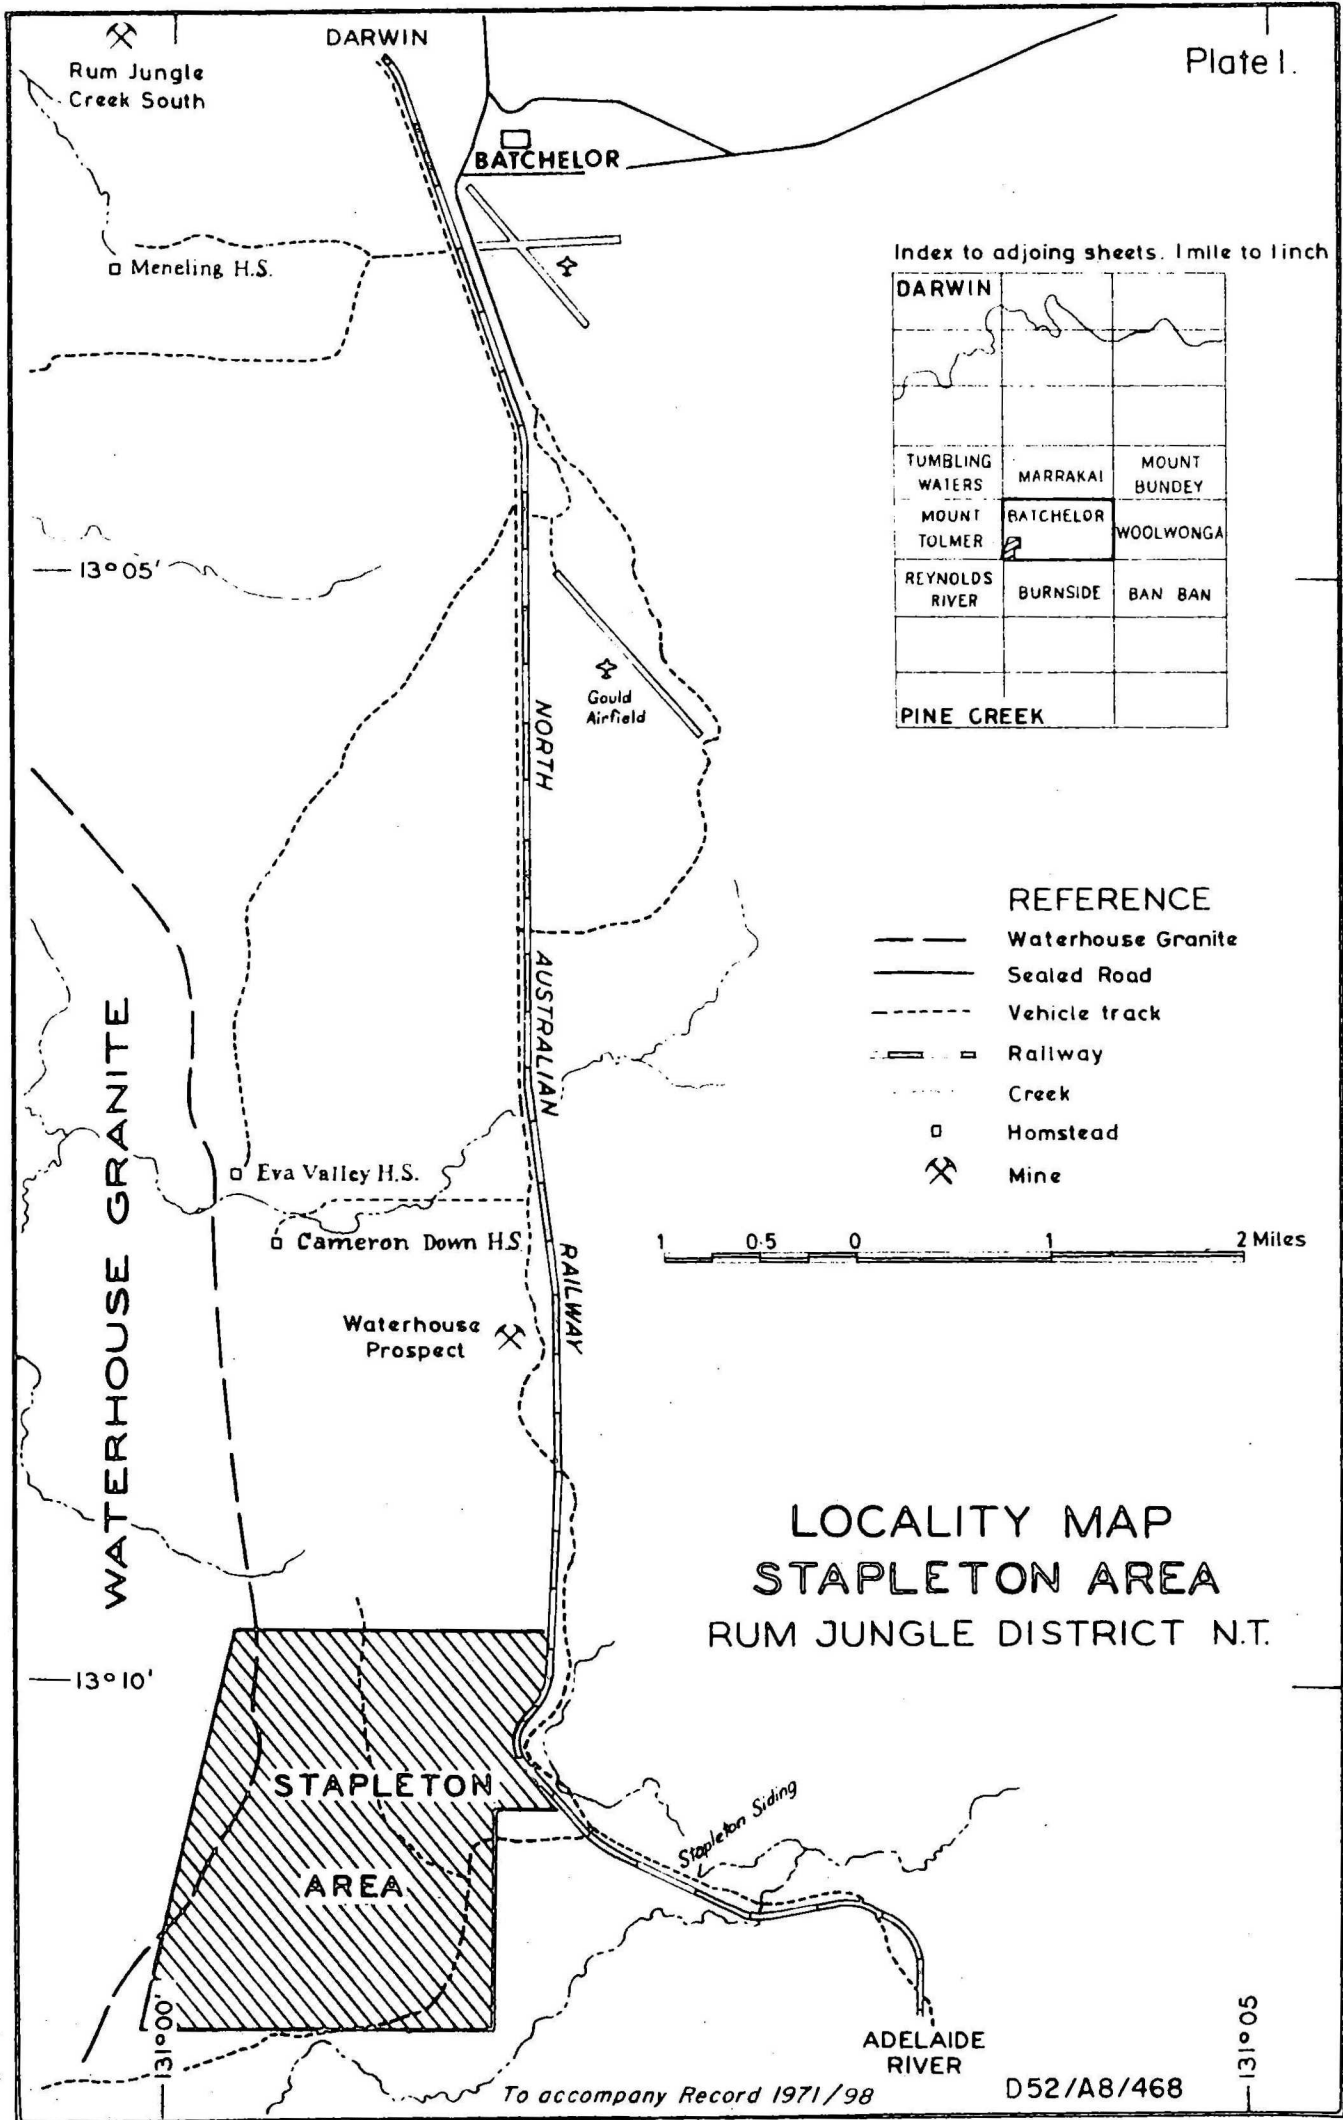 Plate 1.
DARWIN
Rum Jungle
Creek South
BATCHELOR
Meneling H.S.
Index to adjoing sheets. 1mile to 1inch
DARWIN
TUMBLING
WATERS
MARRAKAI
MOUNT
BUNDEY
MOUNT
TOLMER
BATCHELOR
WOOLWONGA
REYNOLDS
RIVER
BURNSIDE
BAN BAN
PINE CREEK
13°05'
Gould
Airfield
NORTH
AUSTRALIAN
RAILWAY
REFERENCE
Waterhouse Granite
Sealed Road
Vehicle track
Railway
Creek
Homstead
Mine
WATERHOUSE GRANITE
Eva Valley H.S.
Cameron Down H.S.
1 0·5 0 1 2 Miles
Waterhouse
Prospect
LOCALITY MAP
STAPLETON AREA
RUM JUNGLE DISTRICT N.T.
13°10'
STAPLETON
AREA
Stapleton Siding
ADELAIDE
RIVER
131°00'
131°05
To accompany Record 1971/98
D52/A8/468